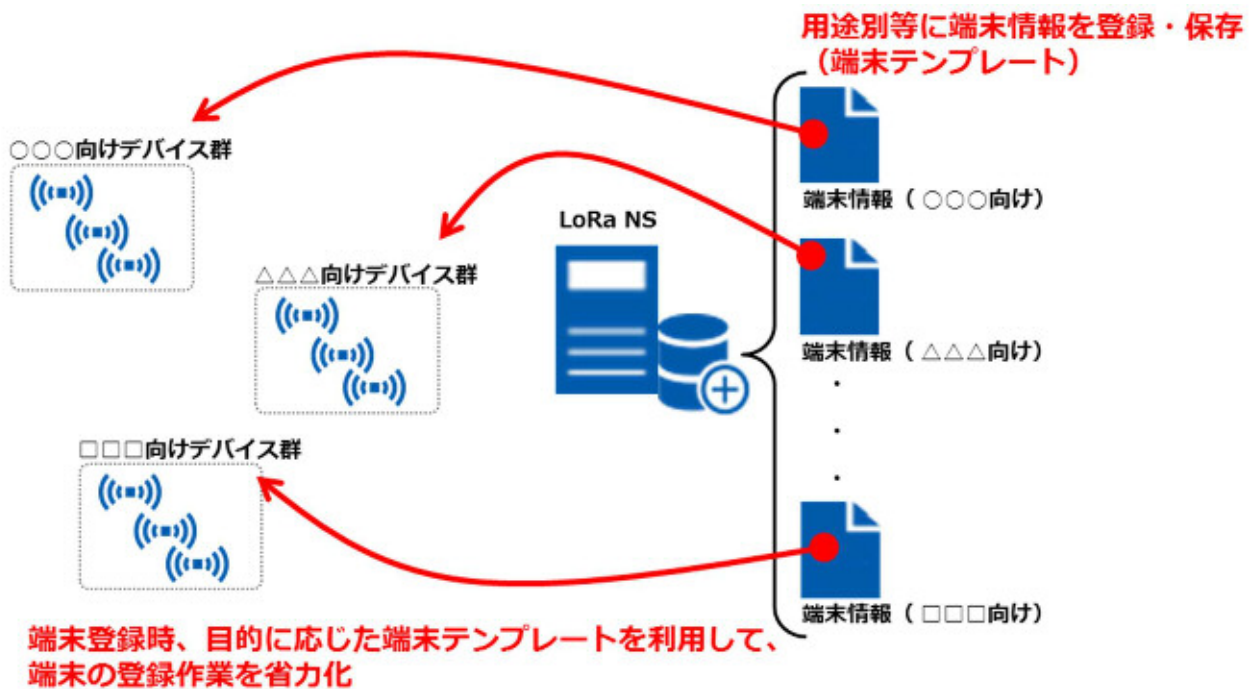 用途別等に端末情報を登録・保存
（端末テンプレート）
○○○向けデバイス群
端末情報（ ○○○向け）
LoRa NS
△△△向けデバイス群
端末情報（ △△△向け）
・
・
・
□□□向けデバイス群
端末情報（ □□□向け）
端末登録時、目的に応じた端末テンプレートを利用して、
端末の登録作業を省力化